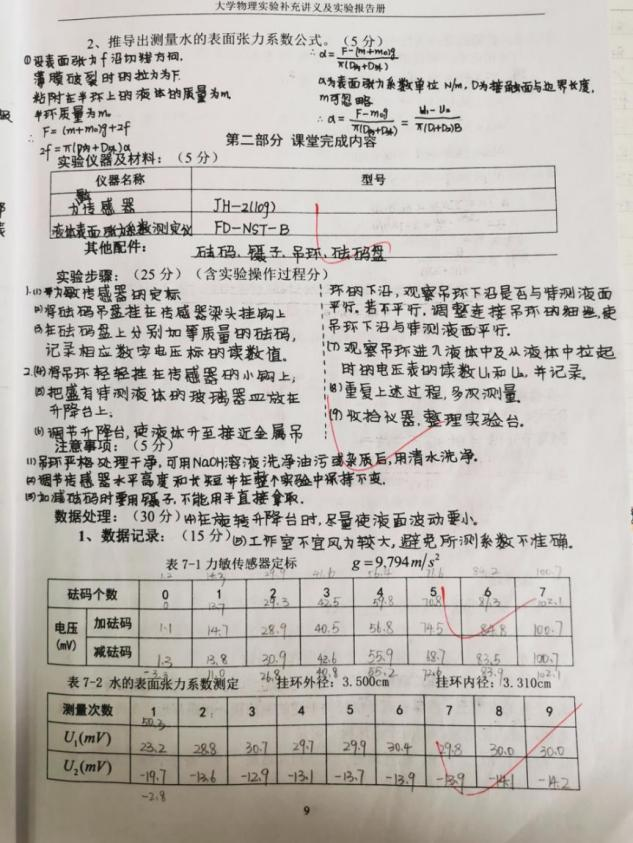 大学物理实验补充讲义及实验报告册
2、推导出测量水的表面张力系数公式。(5分)
①设表面张力f沿切线方向,
薄膜破裂时的拉力为F.
粘附在半环上的液体的质量为m,
半环质量为m₀
∴ F=(m+m₀)g+2f
2f=π(D内+D外)α
∴α= F-(m+m₀)g / π(D内+D外)
α为表面张力系数单位 N/m,D为接触面与边界长度,
m可忽略
∴α= F-m₀g / π(D内+D外) = U₁-U₂ / π(D₁+D₂)B
第二部分 课堂完成内容
实验仪器及材料:(5分)
仪器名称 型号
力敏传感器 JH-2(10g)
液体表面张力系数测定仪 FD-NST-B
其他配件: 砝码、镊子、吊环、砝码盘
实验步骤:(25分)(含实验操作过程分)
1.(1)力敏传感器的定标
(2)将砝码吊盘挂在传感器梁头挂钩上
(3)在砝码盘上分别加等质量的砝码,
记录相应数字电压标的读数值。
2.(4)将吊环轻轻挂在传感器的小钩上;
(5)把盛有待测液体的玻璃器皿放在
升降台上.
(6)调节升降台,使液体升至接近金属吊
环的下沿,观察吊环下沿是否与待测液面
平行。若不平行,调整连接吊环的细丝,使
吊环下沿与待测液面平行.
(7)观察吊环进入液体中及从液体中拉起
时的电压表的读数U₁和U₂,并记录。
(8)重复上述过程,多次测量.
(9)收拾仪器,整理实验台。
注意事项:(5分)
(1)吊环严格处理干净,可用NaOH溶液洗净油污或杂质后,用清水洗净.
(2)调节传感器水平高度和长短并在整个实验中保持不变.
(3)加减砝码时要用镊子,不能用手直接拿取.
数据处理:(30分)(4)在旋转升降台时,尽量使液面波动要小。
1、数据记录:(15分)(5)工作室不宜风力较大,避免所测系数不准确.
表 7-1 力敏传感器定标 g=9.794m/s²
砝码个数 0 1 2 3 4 5 6 7
电压(mV) 加砝码 1.1 14.7 28.9 40.5 56.8 74.5 84.8 100.7
减砝码 1.3 13.8 30.9 42.6 55.9 68.7 83.5 100.7
表 7-2 水的表面张力系数测定 挂环外径:3.500cm 挂环内径:3.310cm
测量次数 1 2 3 4 5 6 7 8 9
50.3
U₁(mV) 23.2 28.8 30.7 29.7 29.9 30.4 29.8 30.0 30.0
U₂(mV) -19.7 -13.6 -12.9 -13.1 -13.7 -13.9 -13.9 -14.1 -14.2
-2.8
9